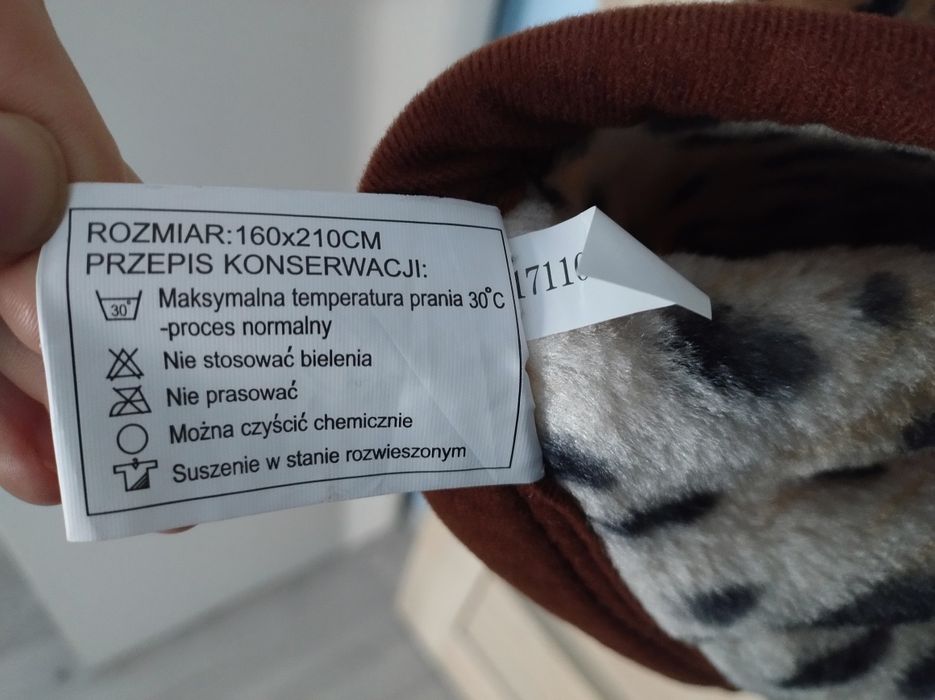 ROZMIAR:160x210CM
PRZEPIS KONSERWACJI:
30°
Maksymalna temperatura prania 30°C
-proces normalny
Nie stosować bielenia
Nie prasować
Można czyścić chemicznie
Suszenie w stanie rozwieszonym